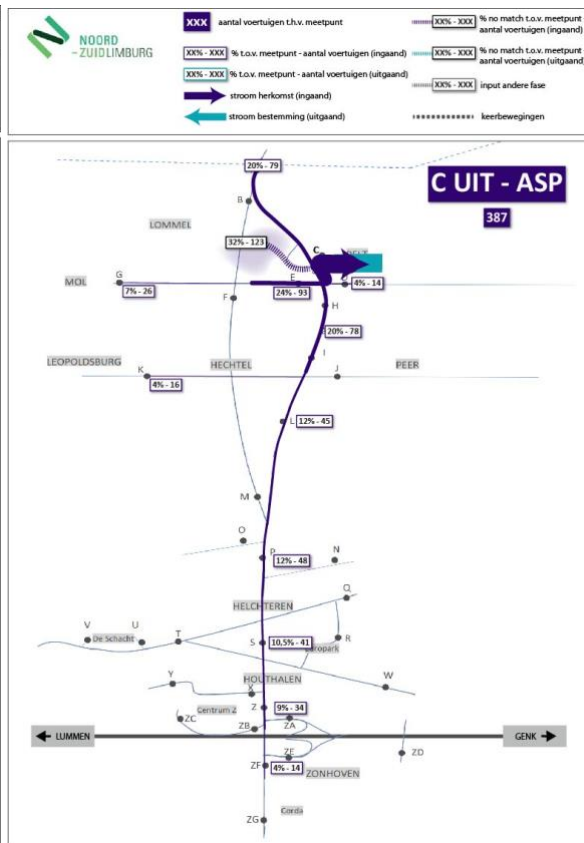 NOORD
-ZUIDLIMBURG
XXX aantal voertuigen t.h.v. meetpunt
XX% - XXX % t.o.v. meetpunt - aantal voertuigen (ingaand)
XX% - XXX % t.o.v. meetpunt - aantal voertuigen (uitgaand)
stroom herkomst (ingaand)
stroom bestemming (uitgaand)
XX% - XXX % no match t.o.v. meetpunt
aantal voertuigen (ingaand)
XX% - XXX % no match t.o.v. meetpunt
aantal voertuigen (uitgaand)
XX% - XXX input andere fase
keerbewegingen
20% - 79
C UIT - ASP
387
B
LOMMEL
32% - 123
C
MOL
G
7% - 26
E
24% - 93
4% - 14
F
H
20% - 78
I
LEOPOLDSBURG
HECHTEL
PEER
K
4% - 16
J
L
12% - 45
M
O
P
12% - 48
N
Q
HELCHTEREN
V
U
De Schacht
T
S
10,5% - 41
R
HOUTHALEN
Y
X
W
Centrum Z
Z
9% - 34
ZC
ZB
ZA
LUMMEN
GENK
ZE
ZD
ZF
4% - 14
ZONHOVEN
Corda
ZG